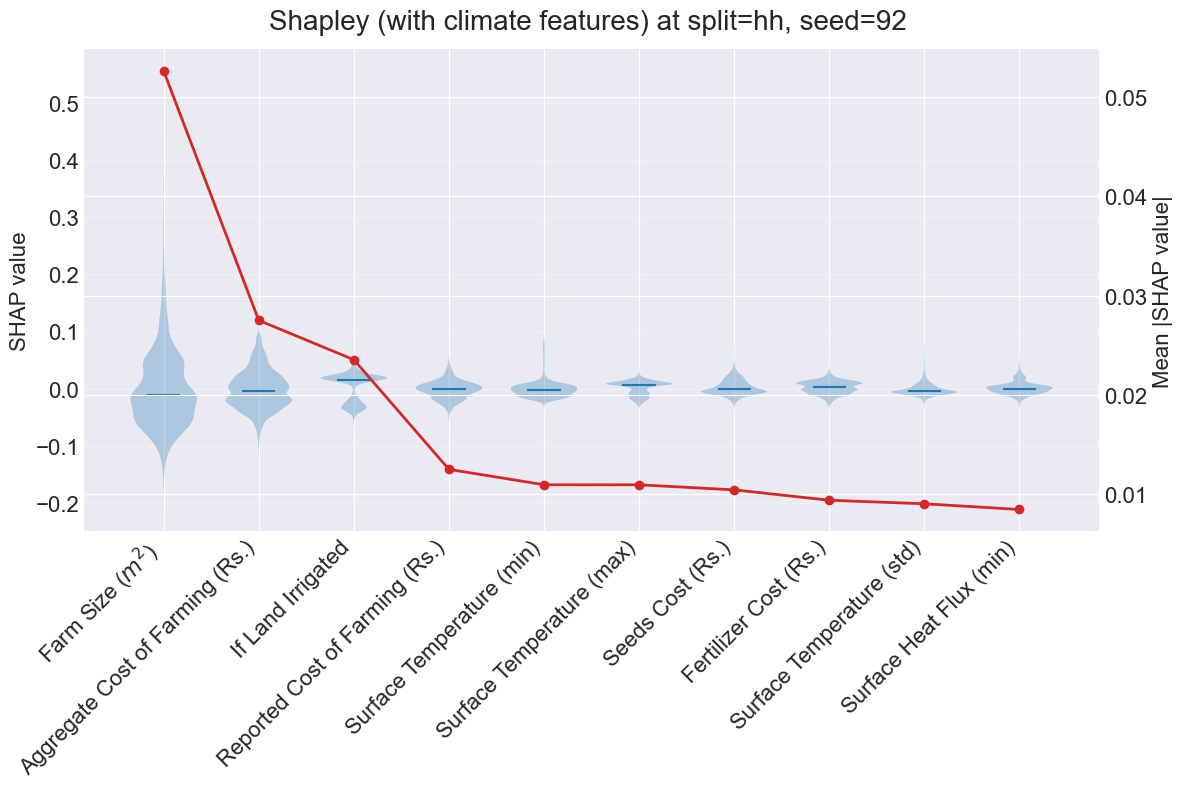 Shapley (with climate features) at split=hh, seed=92
SHAP value
0.5
0.4
0.3
0.2
0.1
0.0
−0.1
−0.2
0.05
0.04
0.03
0.02
0.01
Mean |SHAP value|
Farm Size (m²)
Aggregate Cost of Farming (Rs.)
If Land Irrigated
Reported Cost of Farming (Rs.)
Surface Temperature (min)
Surface Temperature (max)
Seeds Cost (Rs.)
Fertilizer Cost (Rs.)
Surface Temperature (std)
Surface Heat Flux (min)